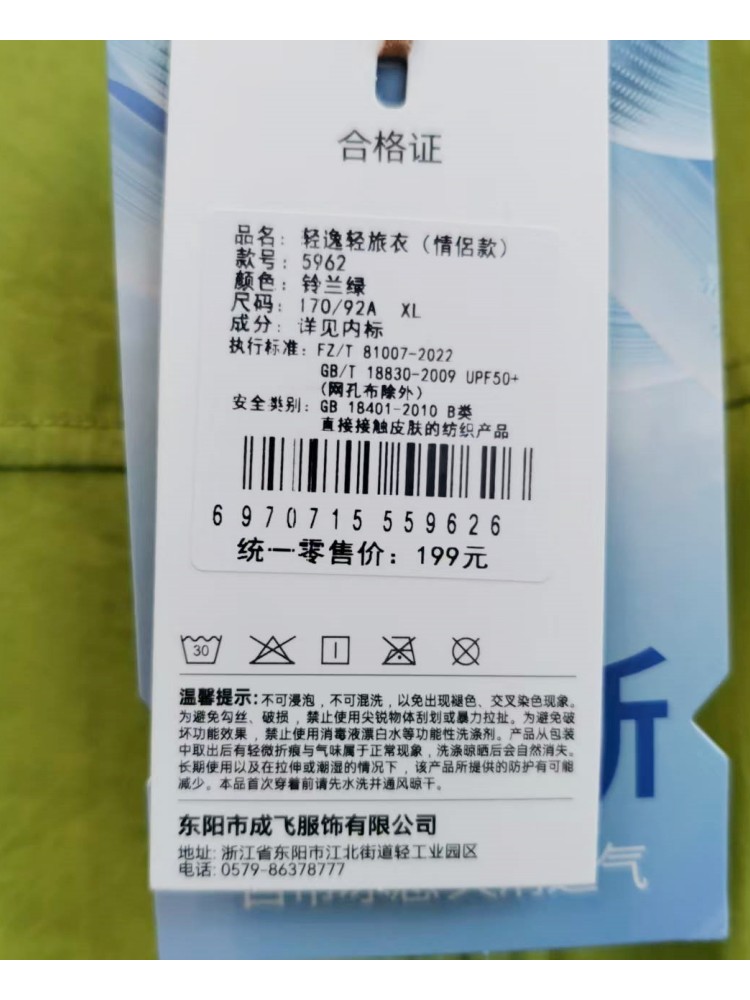 合格证
品名：轻逸轻旅衣（情侣款）
款号：5962
颜色：铃兰绿
尺码：170/92A XL
成分：详见内标
执行标准：FZ/T 81007-2022
GB/T 18830-2009 UPF50+
（网孔布除外）
安全类别：GB 18401-2010 B类
直接接触皮肤的纺织产品
6 970715 559626
统一零售价：199元
30
温馨提示：不可浸泡，不可混洗，以免出现褪色、交叉染色现象。
为避免勾丝、破损，禁止使用尖锐物体刮划或暴力拉扯。为避免破
坏功能效果，禁止使用消毒液漂白水等功能性洗涤剂。产品从包装
中取出后有轻微折痕与气味属于正常现象，洗涤晾晒后会自然消失。
长期使用以及在拉伸或潮湿的情况下，该产品所提供的防护有可能
减少。本品首次穿着前请先水洗并通风晾干。
东阳市成飞服饰有限公司
地址：浙江省东阳市江北街道轻工业园区
电话：0579-86378777